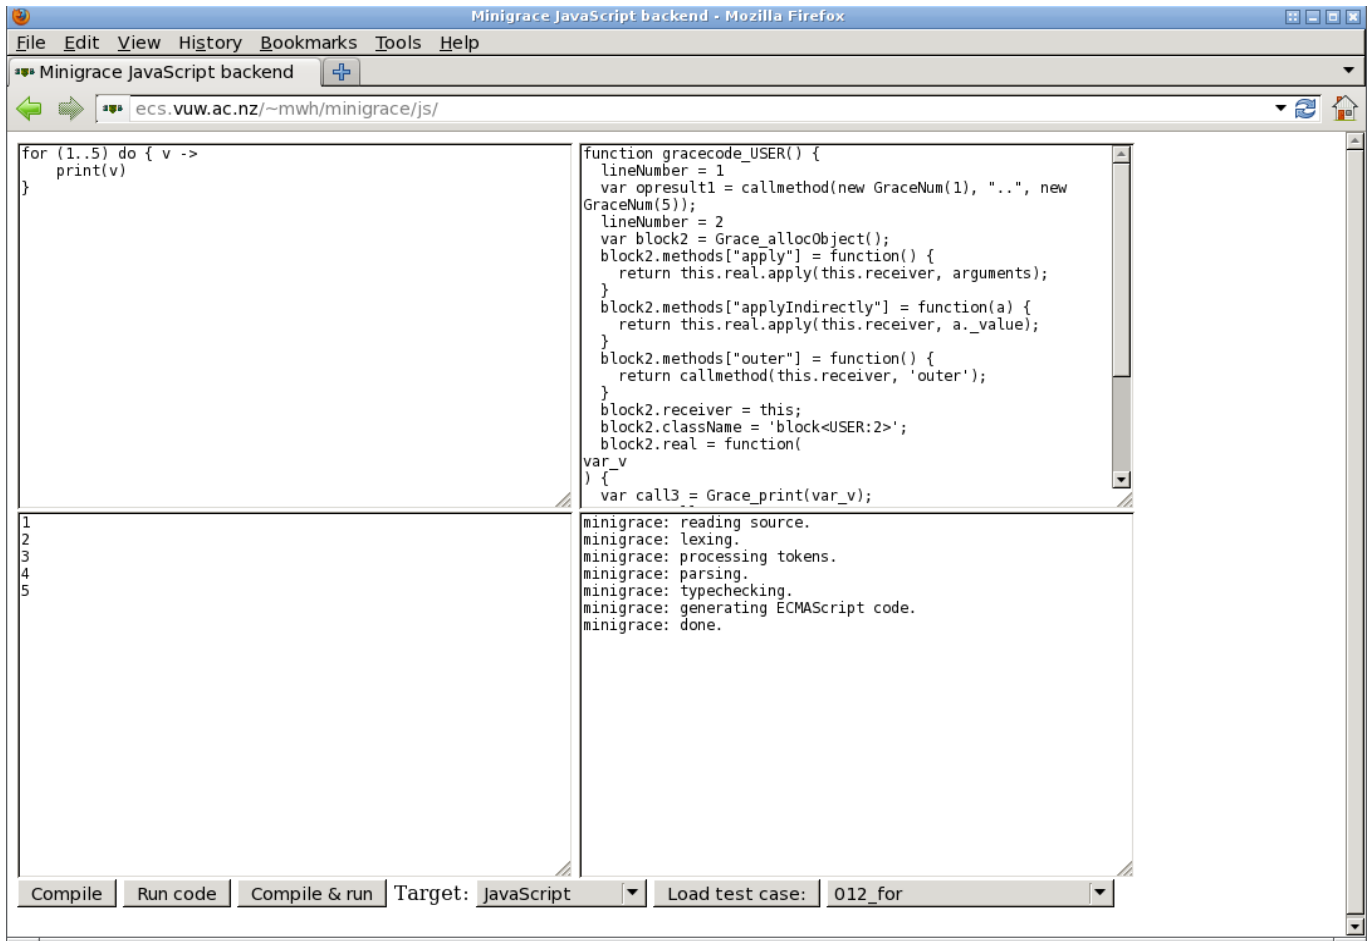 Minigrace JavaScript backend - Mozilla Firefox
File Edit View History Bookmarks Tools Help
Minigrace JavaScript backend
ecs.vuw.ac.nz/~mwh/minigrace/js/
for (1..5) do { v ->
    print(v)
}
function gracecode_USER() {
  lineNumber = 1
  var opresult1 = callmethod(new GraceNum(1), "..", new
GraceNum(5));
  lineNumber = 2
  var block2 = Grace_allocObject();
  block2.methods["apply"] = function() {
    return this.real.apply(this.receiver, arguments);
  }
  block2.methods["applyIndirectly"] = function(a) {
    return this.real.apply(this.receiver, a._value);
  }
  block2.methods["outer"] = function() {
    return callmethod(this.receiver, 'outer');
  }
  block2.receiver = this;
  block2.className = 'block<USER:2>';
  block2.real = function(
var_v
) {
  var call3 = Grace_print(var_v);
1
2
3
4
5
minigrace: reading source.
minigrace: lexing.
minigrace: processing tokens.
minigrace: parsing.
minigrace: typechecking.
minigrace: generating ECMAScript code.
minigrace: done.
Compile Run code Compile & run Target: JavaScript Load test case: 012_for